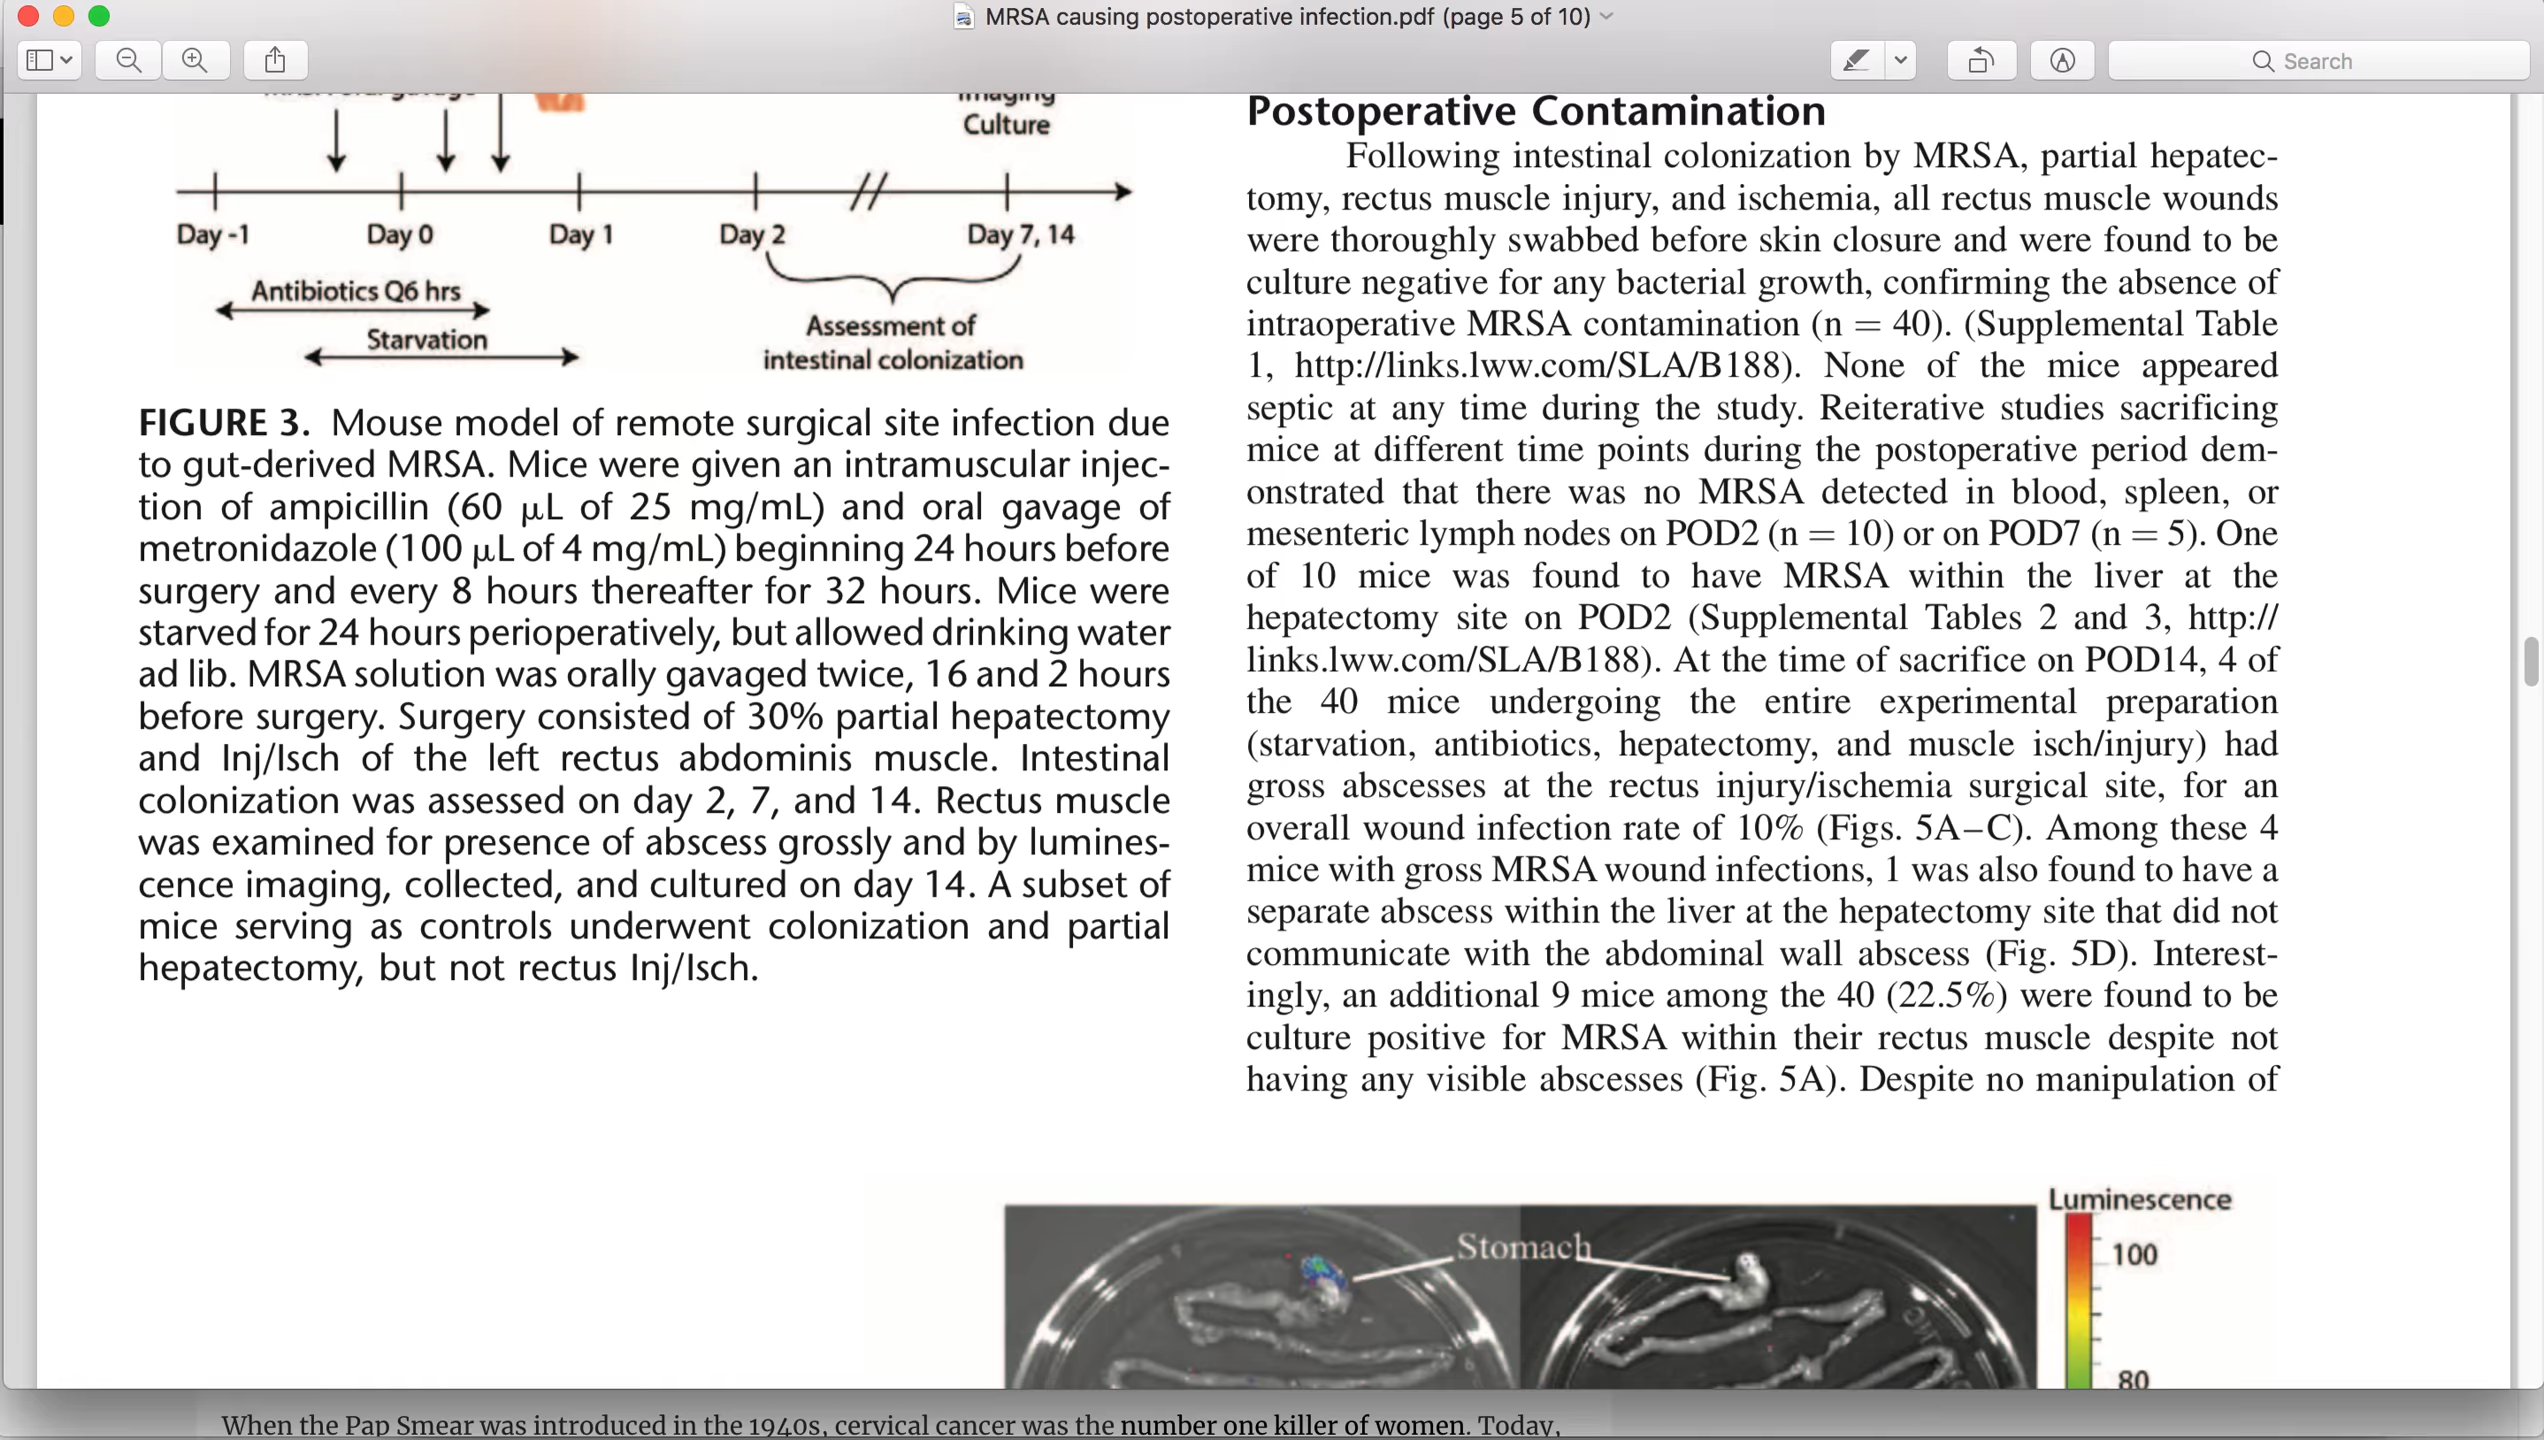 MRSA causing postoperative infection.pdf (page 5 of 10)
Search
Imaging
Culture
Day -1
Day 0
Day 1
Day 2
Day 7, 14
Antibiotics Q6 hrs
Starvation
Assessment of
intestinal colonization
FIGURE 3. Mouse model of remote surgical site infection due
to gut-derived MRSA. Mice were given an intramuscular injec-
tion of ampicillin (60 μL of 25 mg/mL) and oral gavage of
metronidazole (100 μL of 4 mg/mL) beginning 24 hours before
surgery and every 8 hours thereafter for 32 hours. Mice were
starved for 24 hours perioperatively, but allowed drinking water
ad lib. MRSA solution was orally gavaged twice, 16 and 2 hours
before surgery. Surgery consisted of 30% partial hepatectomy
and Inj/Isch of the left rectus abdominis muscle. Intestinal
colonization was assessed on day 2, 7, and 14. Rectus muscle
was examined for presence of abscess grossly and by lumines-
cence imaging, collected, and cultured on day 14. A subset of
mice serving as controls underwent colonization and partial
hepatectomy, but not rectus Inj/Isch.
Postoperative Contamination
Following intestinal colonization by MRSA, partial hepatec-
tomy, rectus muscle injury, and ischemia, all rectus muscle wounds
were thoroughly swabbed before skin closure and were found to be
culture negative for any bacterial growth, confirming the absence of
intraoperative MRSA contamination (n = 40). (Supplemental Table
1, http://links.lww.com/SLA/B188). None of the mice appeared
septic at any time during the study. Reiterative studies sacrificing
mice at different time points during the postoperative period dem-
onstrated that there was no MRSA detected in blood, spleen, or
mesenteric lymph nodes on POD2 (n = 10) or on POD7 (n = 5). One
of 10 mice was found to have MRSA within the liver at the
hepatectomy site on POD2 (Supplemental Tables 2 and 3, http://
links.lww.com/SLA/B188). At the time of sacrifice on POD14, 4 of
the 40 mice undergoing the entire experimental preparation
(starvation, antibiotics, hepatectomy, and muscle isch/injury) had
gross abscesses at the rectus injury/ischemia surgical site, for an
overall wound infection rate of 10% (Figs. 5A–C). Among these 4
mice with gross MRSA wound infections, 1 was also found to have a
separate abscess within the liver at the hepatectomy site that did not
communicate with the abdominal wall abscess (Fig. 5D). Interest-
ingly, an additional 9 mice among the 40 (22.5%) were found to be
culture positive for MRSA within their rectus muscle despite not
having any visible abscesses (Fig. 5A). Despite no manipulation of
Stomach
Luminescence
100
80
When the Pap Smear was introduced in the 1940s, cervical cancer was the number one killer of women. Today,